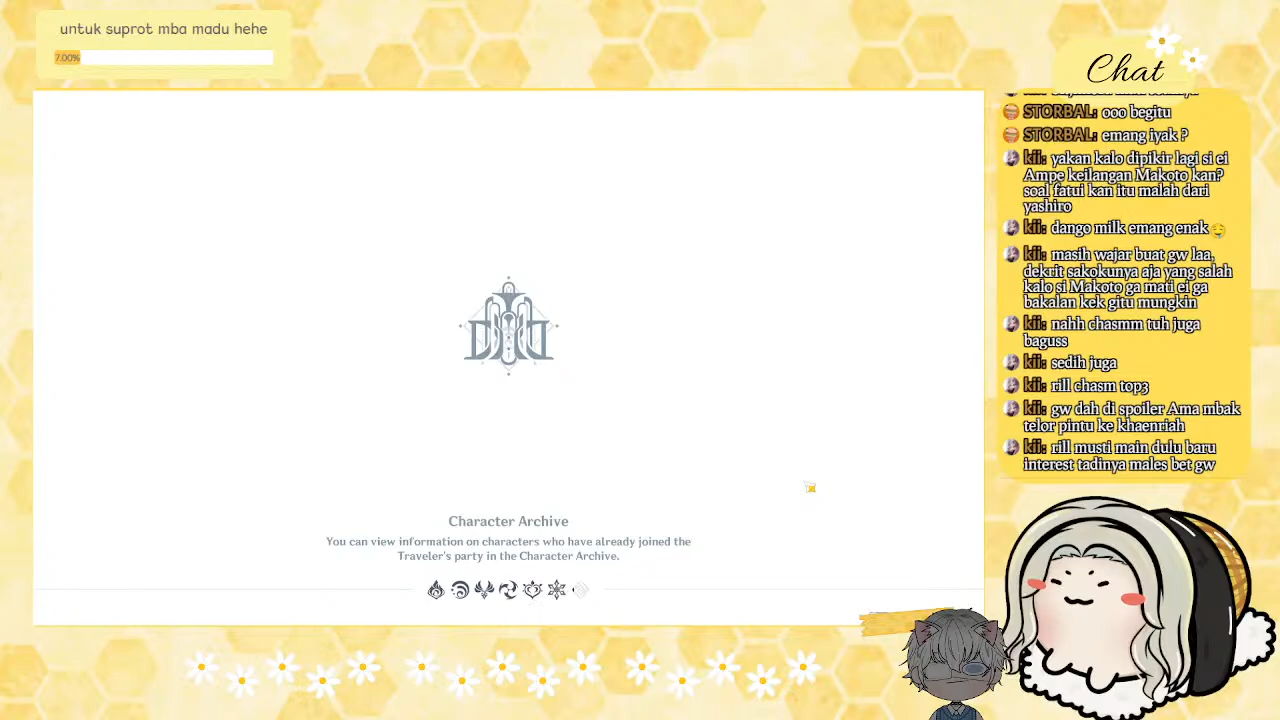 untuk suprot mba madu hehe
7.00%
Chat
STORBAL: ooo begitu
STORBAL: emang iyak ?
kii: yakan kalo dipikir lagi si ei
Ampe keilangan Makoto kan?
soal fatui kan itu malah dari
yashiro
kii: dango milk emang enak 🤤
kii: masih wajar buat gw laa,
dekrit sakokunya aja yang salah
kalo si Makoto ga mati ei ga
bakalan kek gitu mungkin
kii: nahh chasmm tuh juga
baguss
kii: sedih juga
kii: rill chasm top3
kii: gw dah di spoiler Ama mbak
telor pintu ke khaenriah
kii: rill musti main dulu baru
interest tadinya males bet gw
Character Archive
You can view information on characters who have already joined the
Traveler's party in the Character Archive.